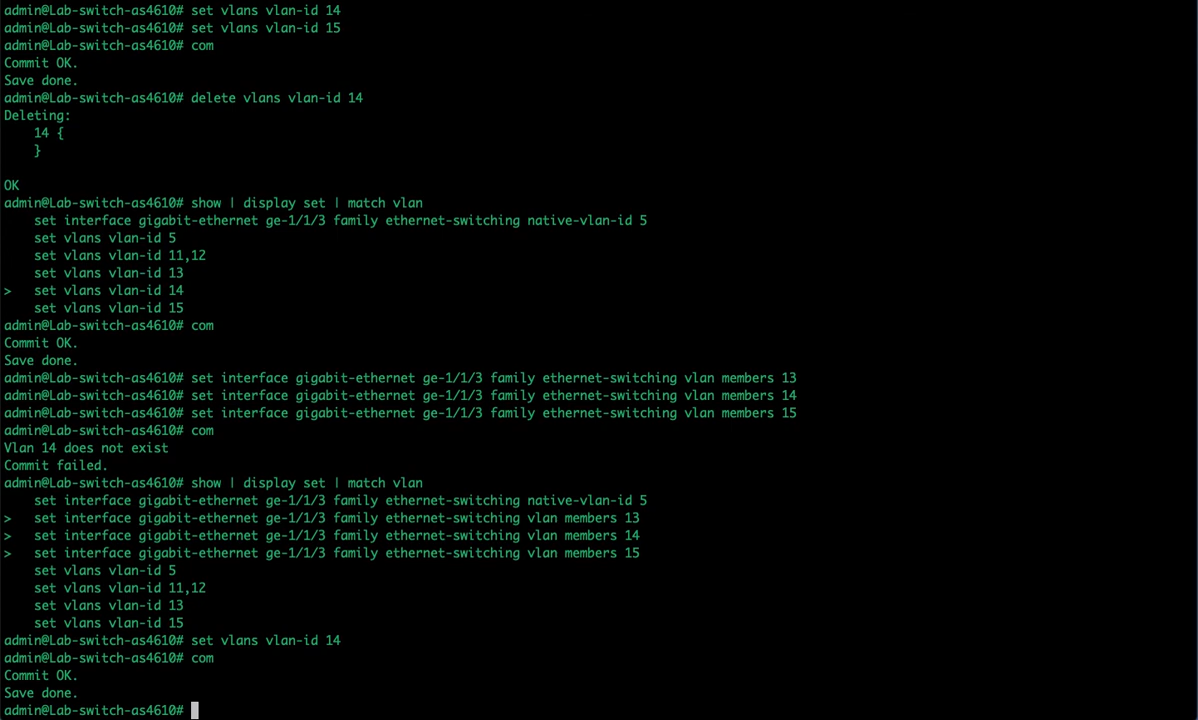 admin@Lab-switch-as4610# set vlans vlan-id 14
admin@Lab-switch-as4610# set vlans vlan-id 15
admin@Lab-switch-as4610# com
Commit OK.
Save done.
admin@Lab-switch-as4610# delete vlans vlan-id 14
Deleting:
    14 {
    }

OK
admin@Lab-switch-as4610# show | display set | match vlan
    set interface gigabit-ethernet ge-1/1/3 family ethernet-switching native-vlan-id 5
    set vlans vlan-id 5
    set vlans vlan-id 11,12
    set vlans vlan-id 13
>   set vlans vlan-id 14
    set vlans vlan-id 15
admin@Lab-switch-as4610# com
Commit OK.
Save done.
admin@Lab-switch-as4610# set interface gigabit-ethernet ge-1/1/3 family ethernet-switching vlan members 13
admin@Lab-switch-as4610# set interface gigabit-ethernet ge-1/1/3 family ethernet-switching vlan members 14
admin@Lab-switch-as4610# set interface gigabit-ethernet ge-1/1/3 family ethernet-switching vlan members 15
admin@Lab-switch-as4610# com
Vlan 14 does not exist
Commit failed.
admin@Lab-switch-as4610# show | display set | match vlan
    set interface gigabit-ethernet ge-1/1/3 family ethernet-switching native-vlan-id 5
>   set interface gigabit-ethernet ge-1/1/3 family ethernet-switching vlan members 13
>   set interface gigabit-ethernet ge-1/1/3 family ethernet-switching vlan members 14
>   set interface gigabit-ethernet ge-1/1/3 family ethernet-switching vlan members 15
    set vlans vlan-id 5
    set vlans vlan-id 11,12
    set vlans vlan-id 13
    set vlans vlan-id 15
admin@Lab-switch-as4610# set vlans vlan-id 14
admin@Lab-switch-as4610# com
Commit OK.
Save done.
admin@Lab-switch-as4610#